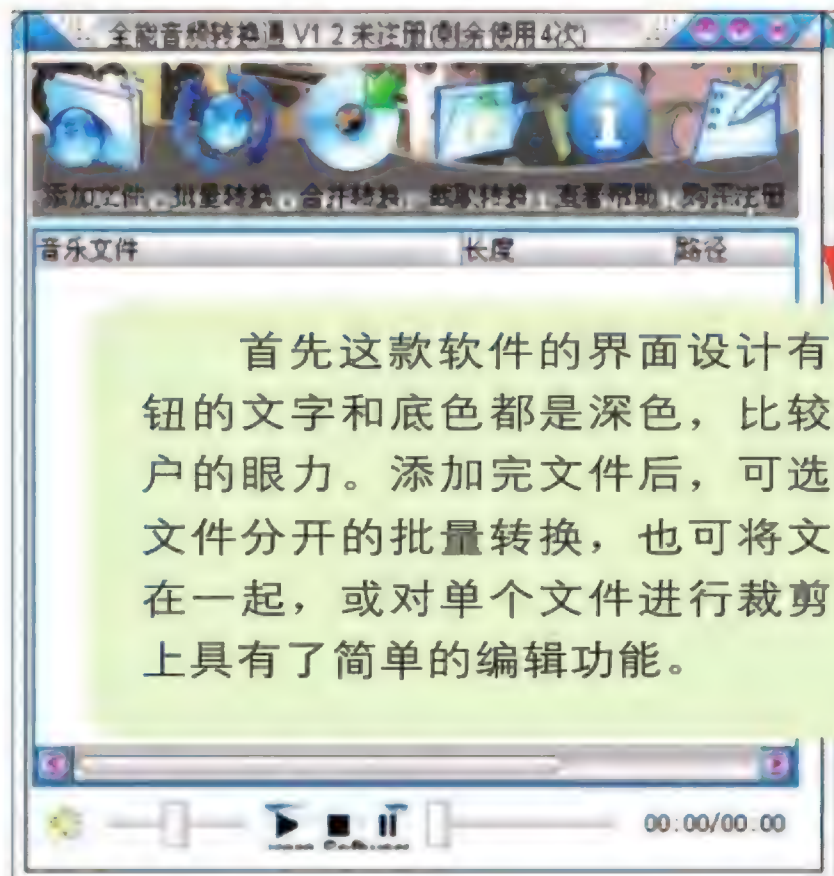 全能音频转换通 V1.2 未注册(剩余使用4次)
添加文件 批量转换 合并转换 截取转换 查看帮助 购买注册
音乐文件 长度 路径
首先这款软件的界面设计有
钮的文字和底色都是深色，比较
户的眼力。添加完文件后，可选
文件分开的批量转换，也可将文
在一起，或对单个文件进行裁剪
上具有了简单的编辑功能。
00:00/00:00